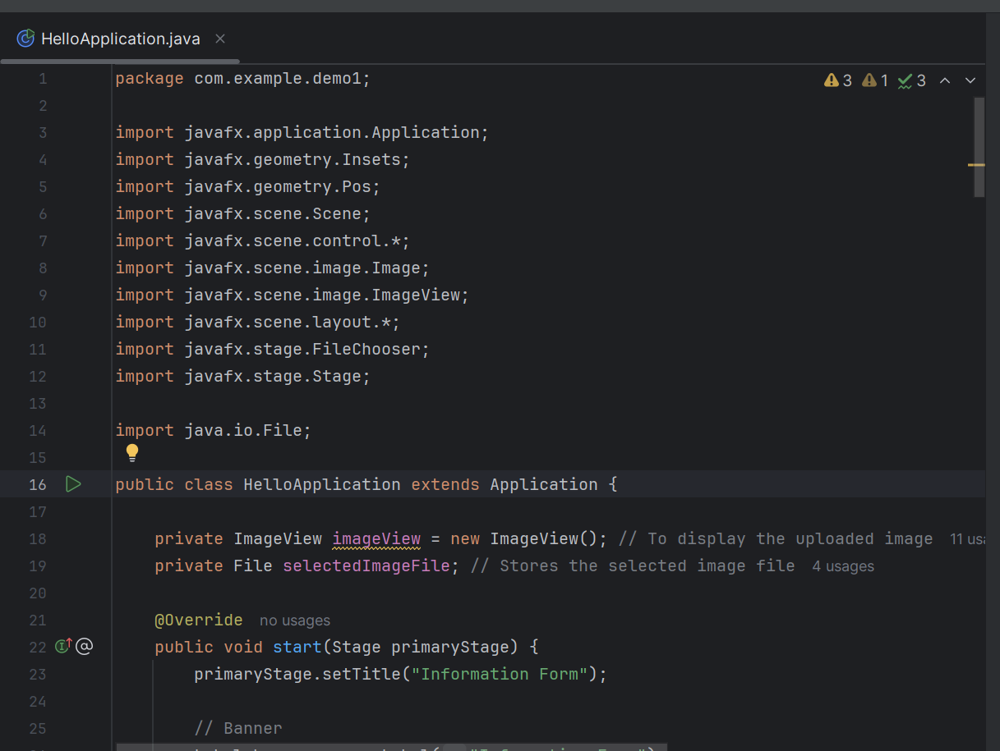 HelloApplication.java
1 package com.example.demo1; 3 1 3
2
3 import javafx.application.Application;
4 import javafx.geometry.Insets;
5 import javafx.geometry.Pos;
6 import javafx.scene.Scene;
7 import javafx.scene.control.*;
8 import javafx.scene.image.Image;
9 import javafx.scene.image.ImageView;
10 import javafx.scene.layout.*;
11 import javafx.stage.FileChooser;
12 import javafx.stage.Stage;
13
14 import java.io.File;
15
16 public class HelloApplication extends Application {
17
18 private ImageView imageView = new ImageView(); // To display the uploaded image 11
19 private File selectedImageFile; // Stores the selected image file 4 usages
20
21 @Override no usages
22 @ public void start(Stage primaryStage) {
23 primaryStage.setTitle("Information Form");
24
25 // Banner